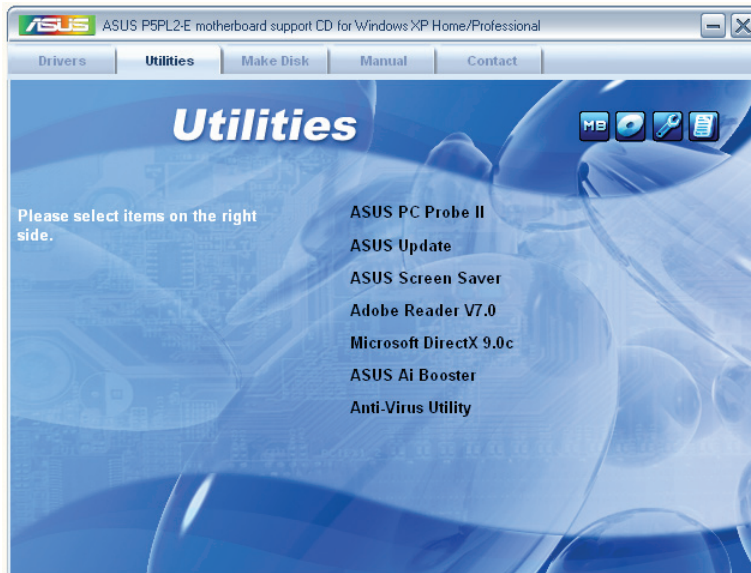 ASUS ASUS P5PL2-E motherboard support CD for Windows XP Home/Professional
Drivers Utilities Make Disk Manual Contact
Utilities
MB
Please select items on the right
side.
ASUS PC Probe II
ASUS Update
ASUS Screen Saver
Adobe Reader V7.0
Microsoft DirectX 9.0c
ASUS Ai Booster
Anti-Virus Utility